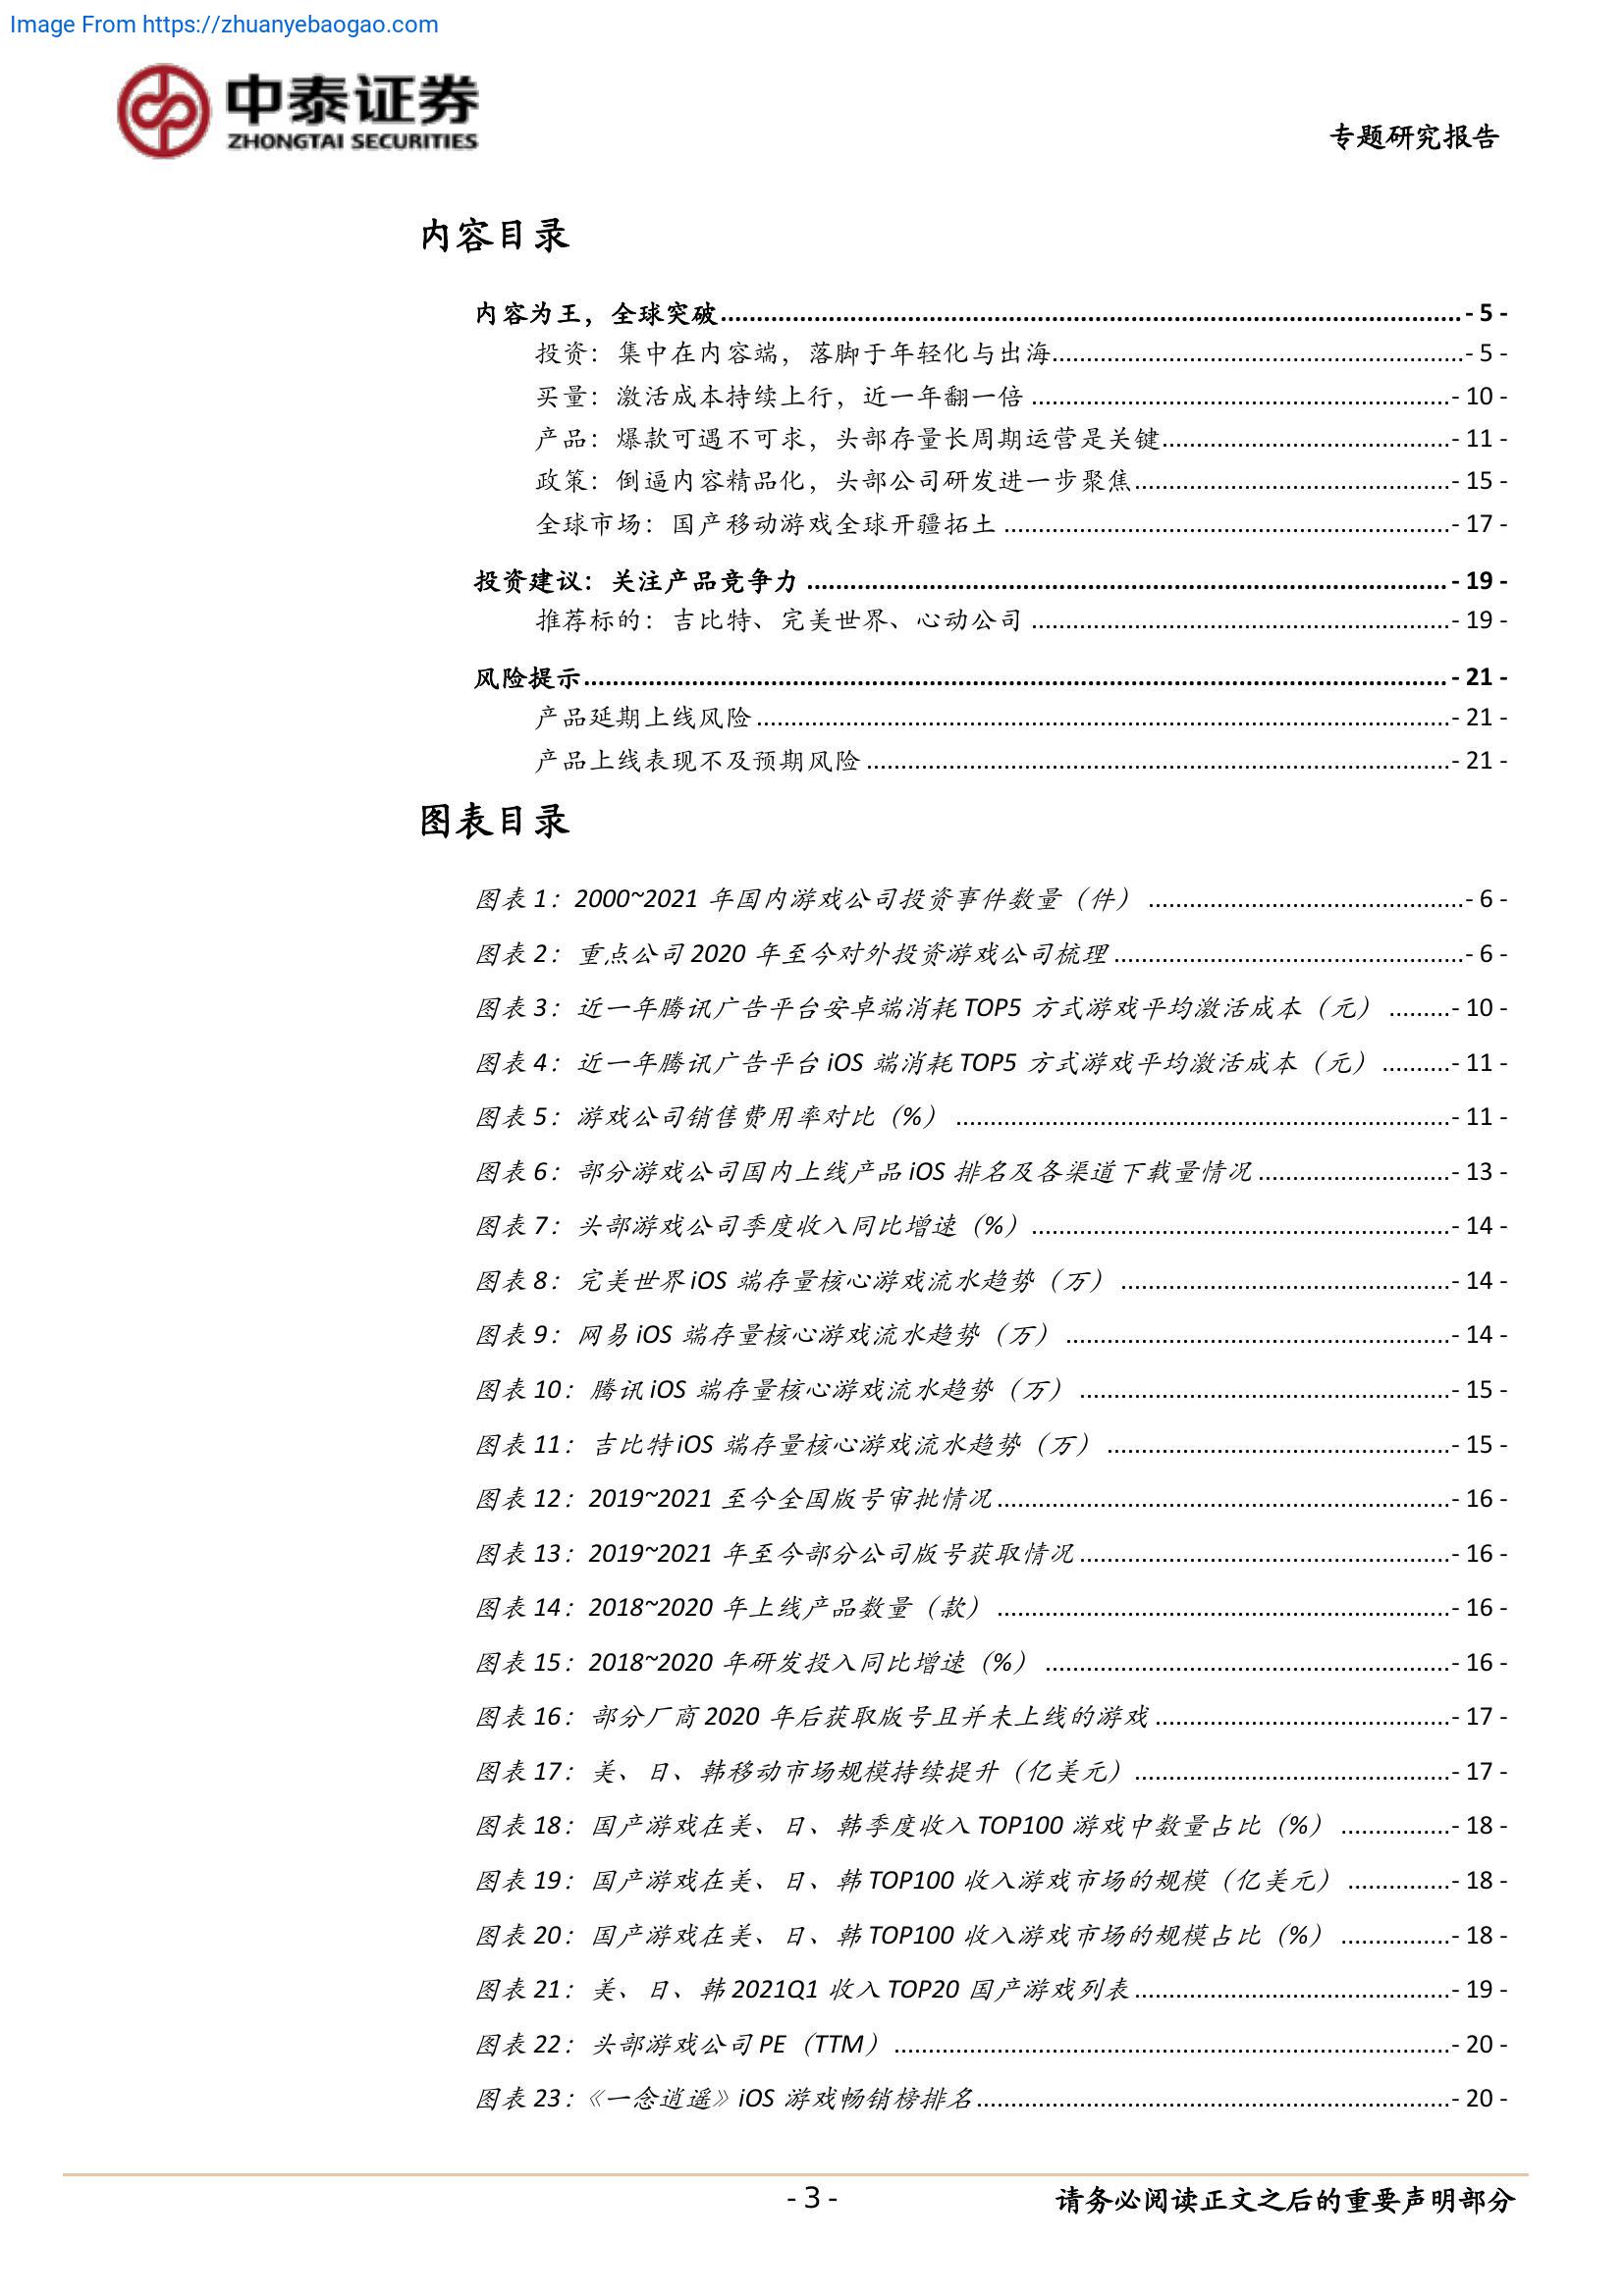 Image From https://zhuanyebaogao.com
中泰证券
ZHONGTAI SECURITIES
专题研究报告
内容目录
内容为王，全球突破.......................................................................................................- 5 -
投资：集中在内容端，落脚于年轻化与出海.............................................................- 5 -
买量：激活成本持续上行，近一年翻一倍 ..............................................................- 10 -
产品：爆款可遇不可求，头部存量长周期运营是关键..........................................- 11 -
政策：倒逼内容精品化，头部公司研发进一步聚焦..............................................- 15 -
全球市场：国产移动游戏全球开疆拓土 ..................................................................- 17 -
投资建议：关注产品竞争力 .........................................................................................- 19 -
推荐标的：吉比特、完美世界、心动公司 ..............................................................- 19 -
风险提示........................................................................................................................- 21 -
产品延期上线风险 .......................................................................................................- 21 -
产品上线表现不及预期风险 ......................................................................................- 21 -
图表目录
图表 1：2000~2021 年国内游戏公司投资事件数量（件） ...............................................- 6 -
图表 2：重点公司 2020 年至今对外投资游戏公司梳理 ....................................................- 6 -
图表 3：近一年腾讯广告平台安卓端消耗 TOP5 方式游戏平均激活成本（元） .........- 10 -
图表 4：近一年腾讯广告平台 iOS 端消耗 TOP5 方式游戏平均激活成本（元） ..........- 11 -
图表 5：游戏公司销售费用率对比（%） ..........................................................................- 11 -
图表 6：部分游戏公司国内上线产品 iOS 排名及各渠道下载量情况 .............................- 13 -
图表 7：头部游戏公司季度收入同比增速（%） ..............................................................- 14 -
图表 8：完美世界 iOS 端存量核心游戏流水趋势（万） .................................................- 14 -
图表 9：网易 iOS 端存量核心游戏流水趋势（万） .........................................................- 14 -
图表 10：腾讯 iOS 端存量核心游戏流水趋势（万） .......................................................- 15 -
图表 11：吉比特 iOS 端存量核心游戏流水趋势（万） ...................................................- 15 -
图表 12：2019~2021 至今全国版号审批情况....................................................................- 16 -
图表 13：2019~2021 年至今部分公司版号获取情况.......................................................- 16 -
图表 14：2018~2020 年上线产品数量（款） ....................................................................- 16 -
图表 15：2018~2020 年研发投入同比增速（%） ............................................................- 16 -
图表 16：部分厂商 2020 年后获取版号且并未上线的游戏 ............................................- 17 -
图表 17：美、日、韩移动市场规模持续提升（亿美元）...............................................- 17 -
图表 18：国产游戏在美、日、韩季度收入 TOP100 游戏中数量占比（%） ................- 18 -
图表 19：国产游戏在美、日、韩 TOP100 收入游戏市场的规模（亿美元） ...............- 18 -
图表 20：国产游戏在美、日、韩 TOP100 收入游戏市场的规模占比（%） ................- 18 -
图表 21：美、日、韩 2021Q1 收入 TOP20 国产游戏列表...............................................- 19 -
图表 22：头部游戏公司 PE（TTM） ..................................................................................- 20 -
图表 23：《一念逍遥》iOS 游戏畅销榜排名......................................................................- 20 -
- 3 -
请务必阅读正文之后的重要声明部分